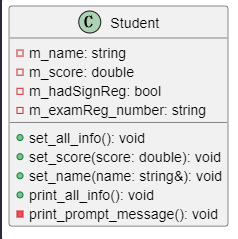 C Student
m_name: string
m_score: double
m_hadSignReg: bool
m_examReg_number: string
set_all_info(): void
set_score(score: double): void
set_name(name: string&): void
print_all_info(): void
print_prompt_message(): void